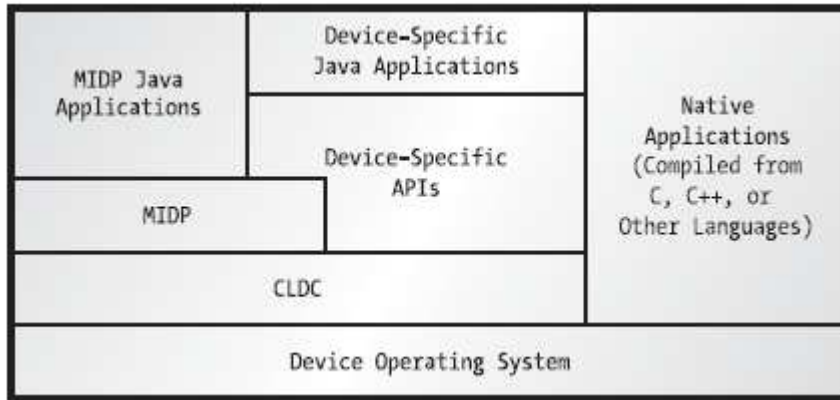 MIDP Java
Applications
Device-Specific
Java Applications
Device-Specific
APIs
MIDP
CLDC
Native
Applications
(Compiled from
C, C++, or
Other Languages)
Device Operating System